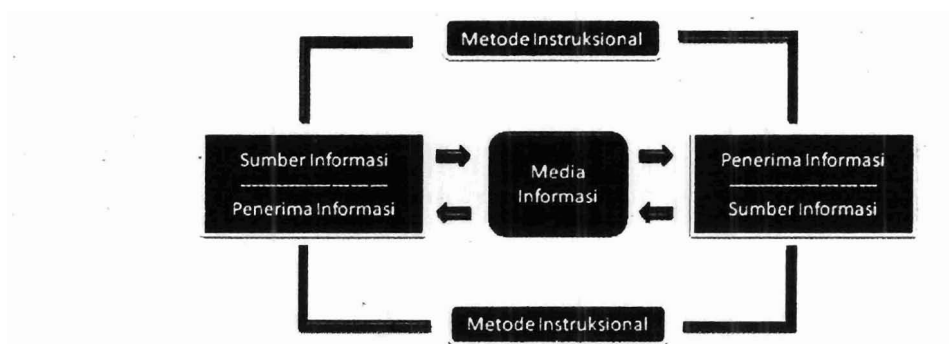 Metode Instruksional
Sumber Informasi
Penerima Informasi
Media
Informasi
Penerima Informasi
Sumber Informasi
Metode Instruksional